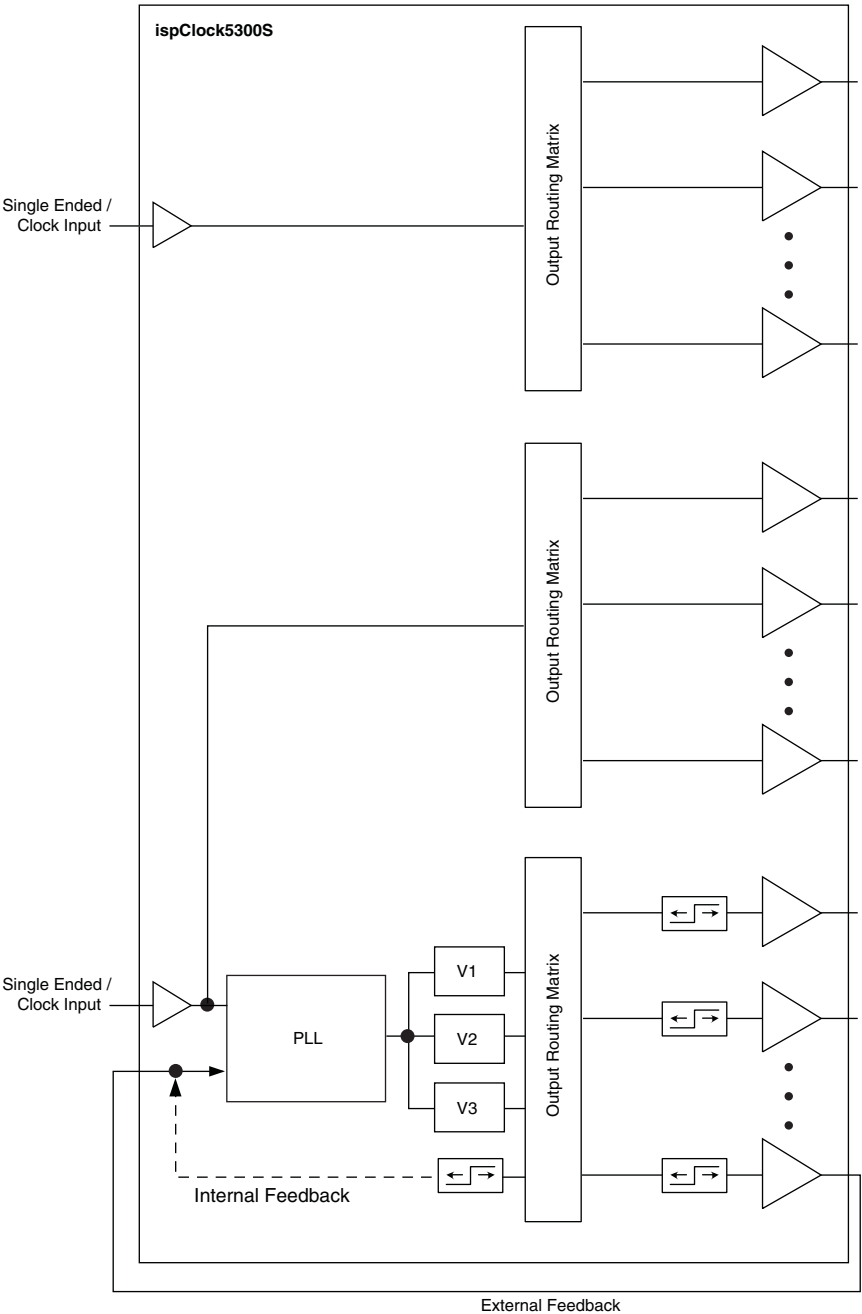 ispClock5300S
Single Ended /
Clock Input
Output Routing Matrix
Output Routing Matrix
Single Ended /
Clock Input
PLL
V1
V2
V3
Output Routing Matrix
Internal Feedback
External Feedback